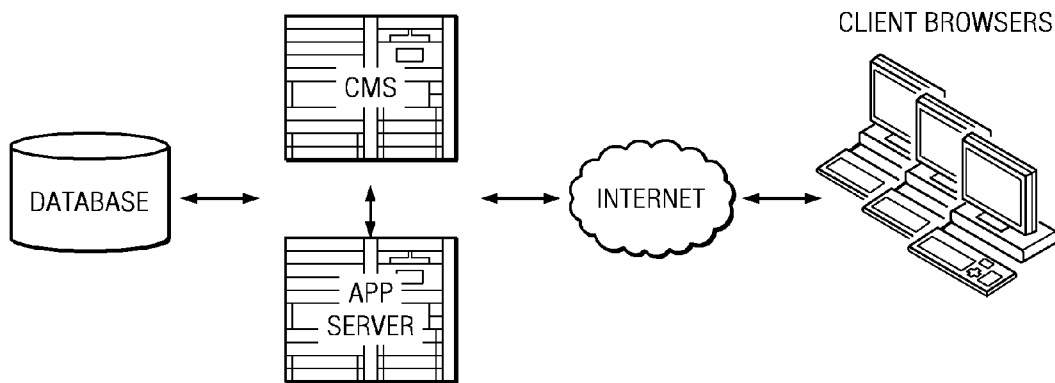 CLIENT BROWSERS
CMS
DATABASE
INTERNET
APP
SERVER